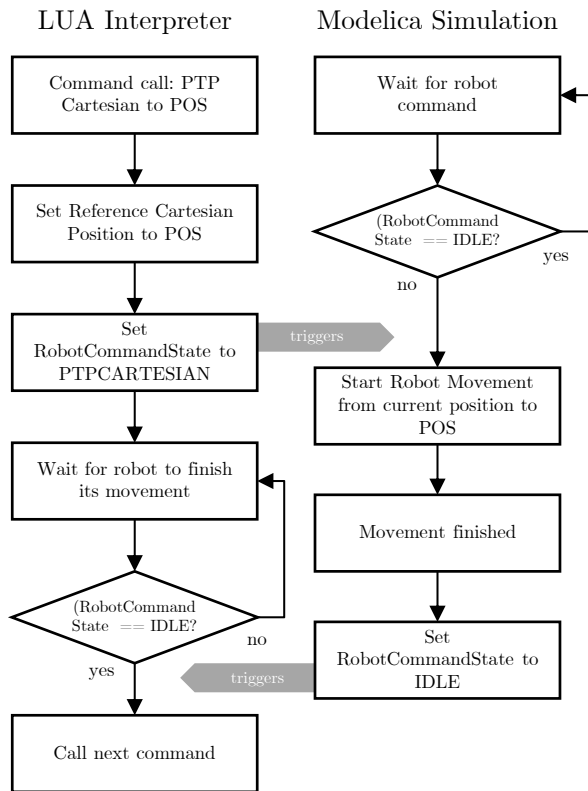 LUA Interpreter
Command call: PTP
Cartesian to POS
Set Reference Cartesian
Position to POS
Set
RobotCommandState to
PTPCARTESIAN
triggers
Wait for robot to finish
its movement
(RobotCommand
State == IDLE?
no
yes
Call next command
Modelica Simulation
Wait for robot
command
(RobotCommand
State == IDLE?
yes
no
Start Robot Movement
from current position to
POS
Movement finished
Set
RobotCommandState to
IDLE
triggers